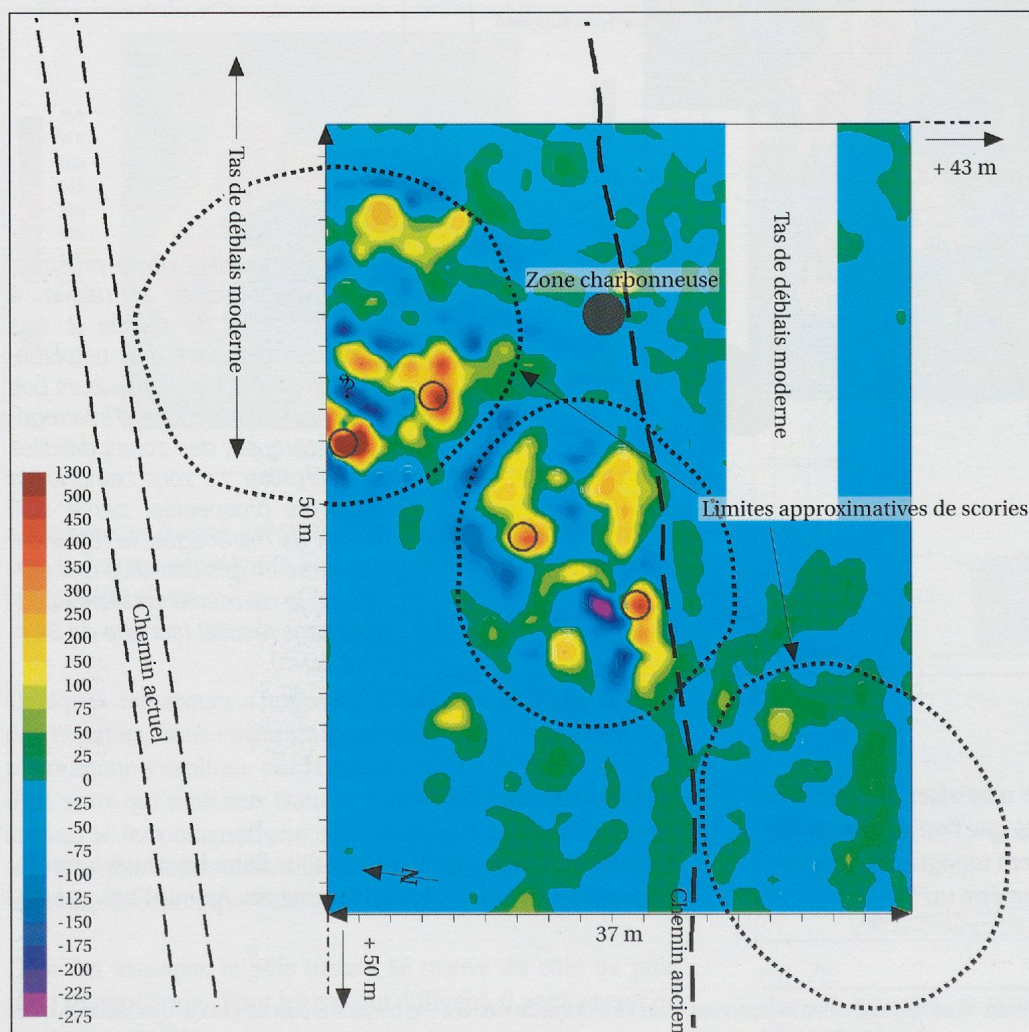 + 43 m
Tas de déblais moderne
Tas de déblais moderne
Zone charbonneuse
?
Limites approximatives de scories
50 m
1300
500
450
400
350
300
250
200
150
100
75
50
25
0
-25
-50
-75
-100
-125
-150
-175
-200
-225
-275
Chemin actuel
N
Chemin ancien
37 m
+ 50 m